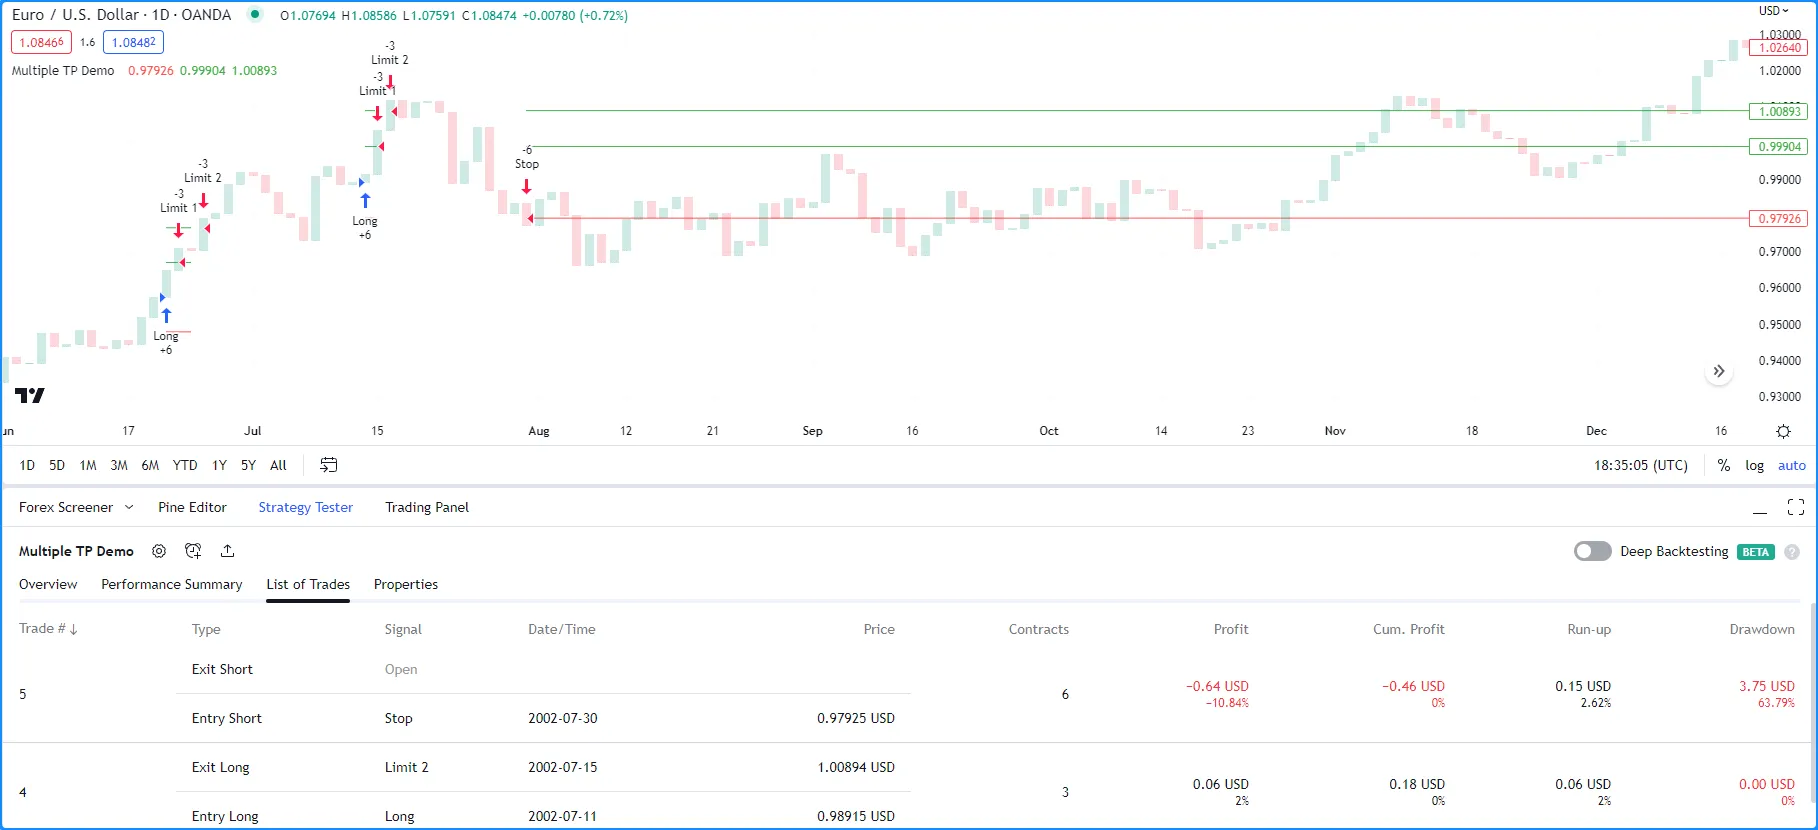 Euro / U.S. Dollar · 1D · OANDA O1.07694 H1.08586 L1.07591 C1.08474 +0.00780 (+0.72%)
USD
1.08466 1.6 1.08482
Multiple TP Demo 0.97926 0.99904 1.00893
-3
Limit 2
-3
Limit 1
-6
Stop
-3
Limit 2
-3
Limit 1
Long
+6
Long
+6
1.03000
1.02640
1.02000
1.00893
0.99904
0.99000
0.97926
0.97000
0.96000
0.95000
0.94000
0.93000
un 17 Jul 15 Aug 12 21 Sep 16 Oct 14 23 Nov 18 Dec 16
1D 5D 1M 3M 6M YTD 1Y 5Y All 18:35:05 (UTC) % log auto
Forex Screener Pine Editor Strategy Tester Trading Panel
Multiple TP Demo Deep Backtesting BETA ?
Overview Performance Summary List of Trades Properties
Trade # ↓ Type Signal Date/Time Price Contracts Profit Cum. Profit Run-up Drawdown
Exit Short Open
5 6 −0.64 USD −0.46 USD 0.15 USD 3.75 USD
−10.84% 0% 2.62% 63.79%
Entry Short Stop 2002-07-30 0.97925 USD
Exit Long Limit 2 2002-07-15 1.00894 USD
4 3 0.06 USD 0.18 USD 0.06 USD 0.00 USD
2% 0% 2% 0%
Entry Long Long 2002-07-11 0.98915 USD